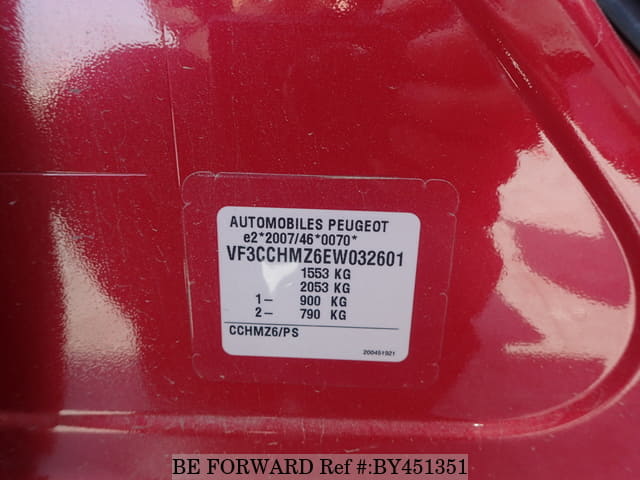 AUTOMOBILES PEUGEOT
e2*2007/46*0070*
VF3CCHMZ6EW032601
1553 KG
2053 KG
1- 900 KG
2- 790 KG
CCHMZ6/PS
200451921
BE FORWARD Ref #:BY451351